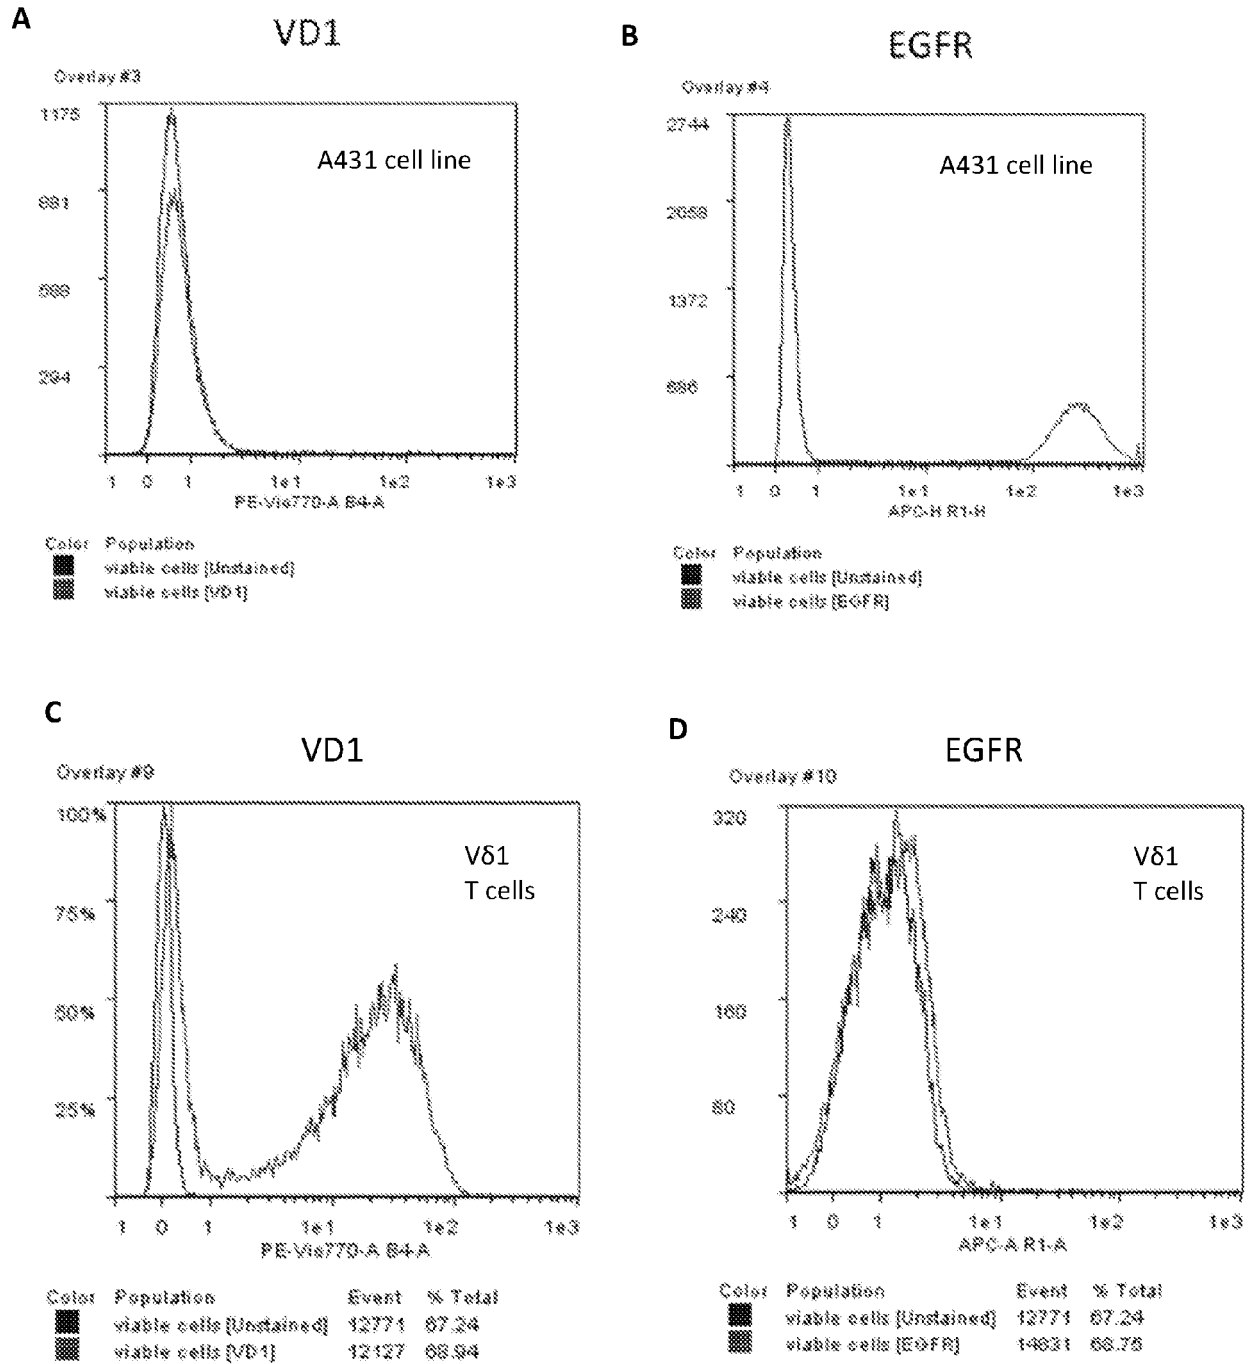 A
VD1
Overlay #3
1175
881
588
294
A431 cell line
1 0 1 1e1 1e2 1e3
PE-Vio770-A B4-A
Color Population
viable cells [Unstained]
viable cells [VD1]
B
EGFR
Overlay #4
2744
2058
1372
686
A431 cell line
1 0 1 1e1 1e2 1e3
APC-H R1-H
Color Population
viable cells [Unstained]
viable cells [EGFR]
C
VD1
Overlay #9
100%
75%
50%
25%
Vδ1
T cells
1 0 1 1e1 1e2 1e3
PE-Vio770-A B4-A
Color Population Event % Total
viable cells [Unstained] 12771 67.24
viable cells [VD1] 12127 68.94
D
EGFR
Overlay #10
320
240
160
80
Vδ1
T cells
1 0 1 1e1 1e2 1e3
APC-A R1-A
Color Population Event % Total
viable cells [Unstained] 12771 67.24
viable cells [EGFR] 14631 68.75